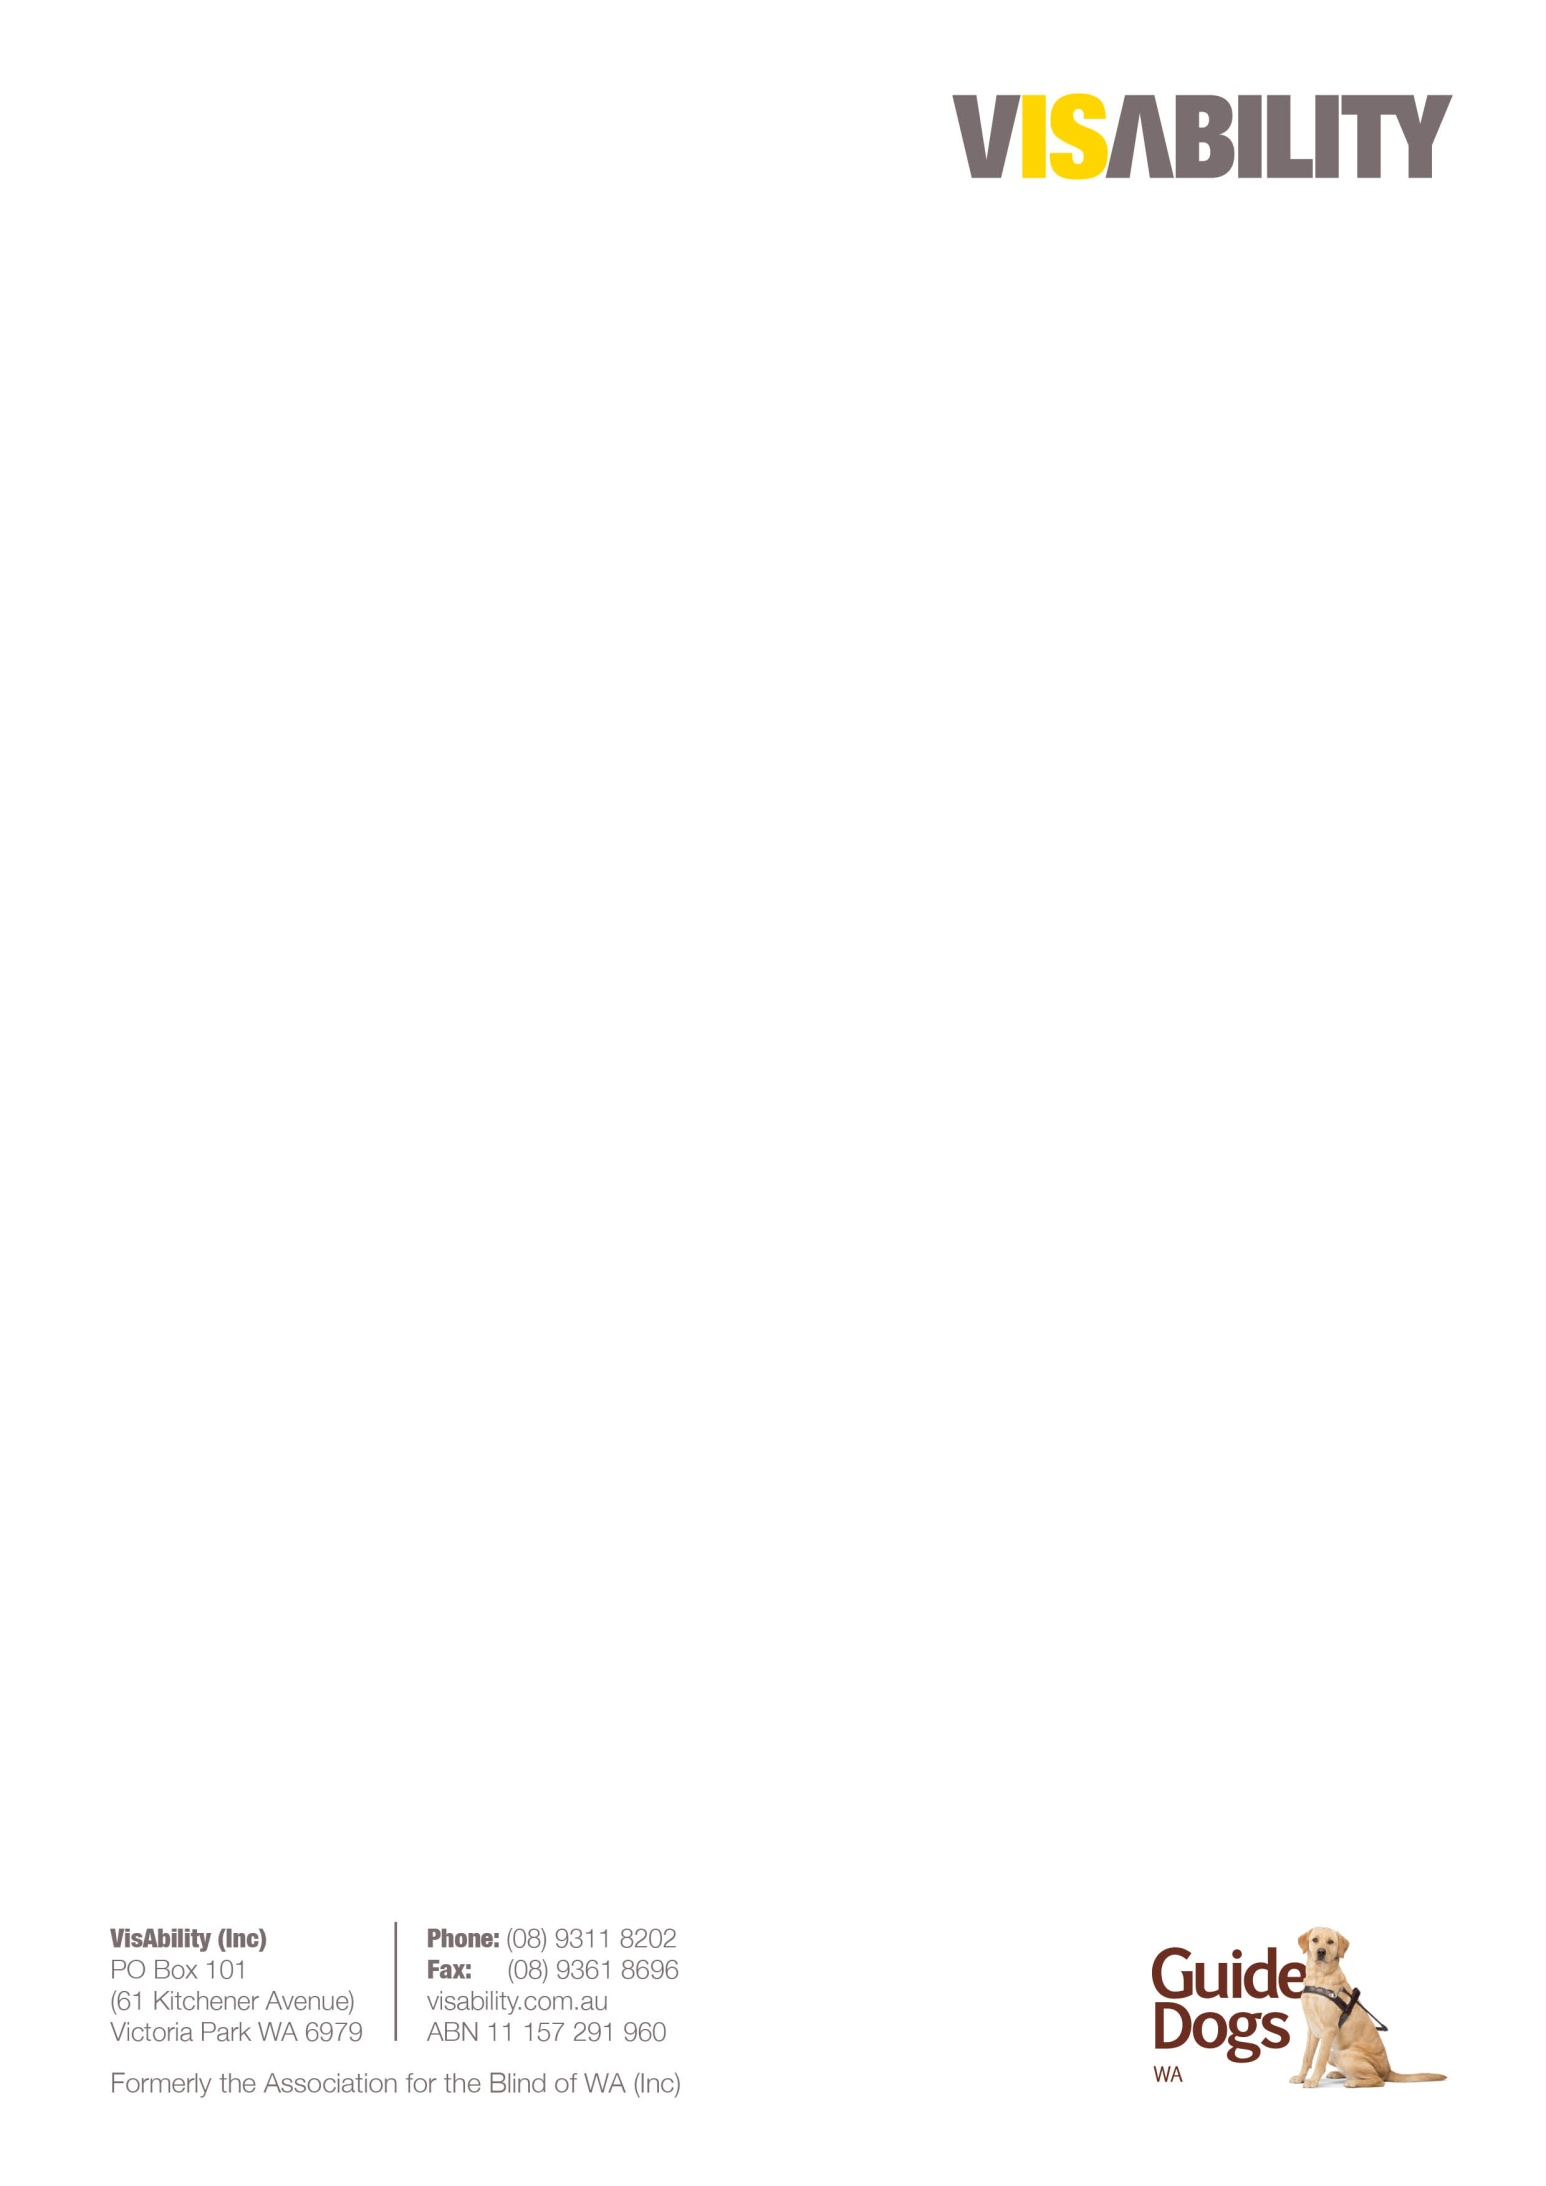 VISABILITY
VisAbility (Inc)
PO Box 101
(61 Kitchener Avenue)
Victoria Park WA 6979
Phone: (08) 9311 8202
Fax: (08) 9361 8696
visability.com.au
ABN 11 157 291 960
Formerly the Association for the Blind of WA (Inc)
Guide
Dogs
WA